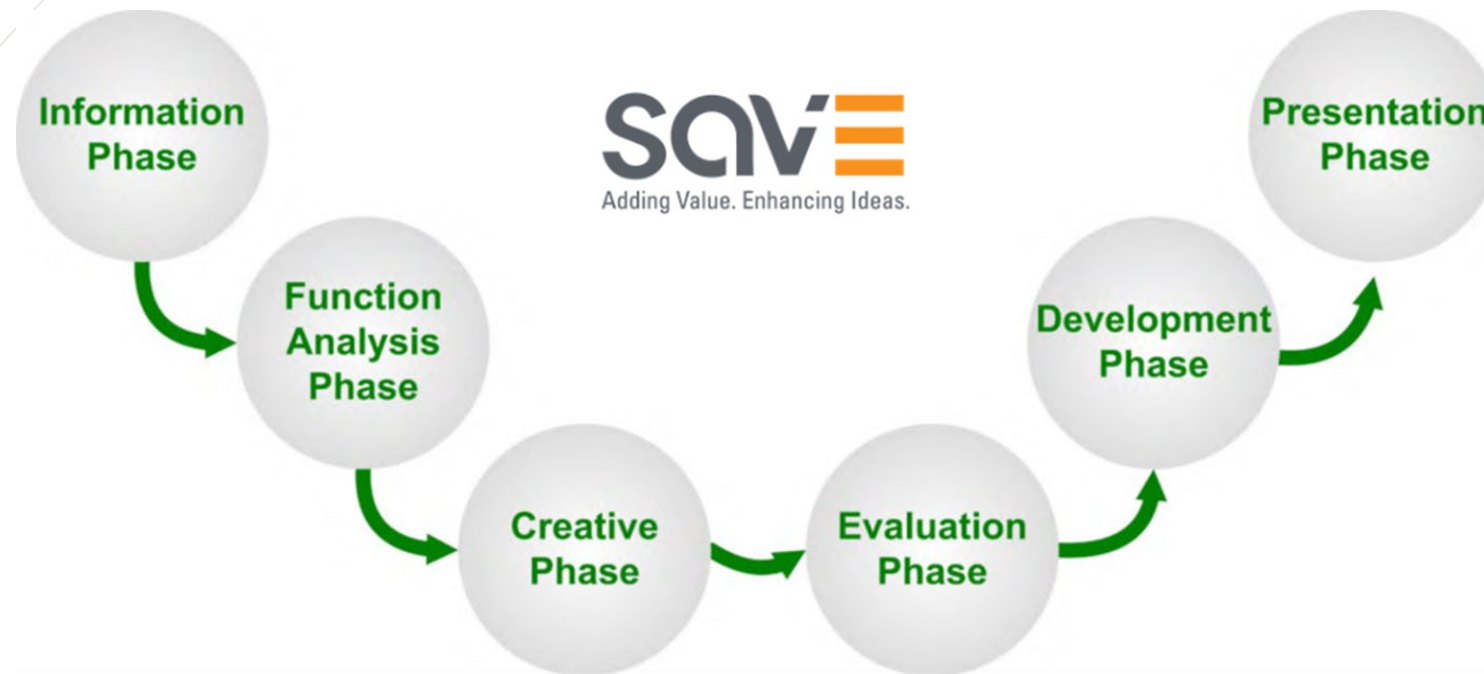 Information
Phase
Function
Analysis
Phase
Creative
Phase
Evaluation
Phase
Development
Phase
Presentation
Phase
SAVE
Adding Value. Enhancing Ideas.